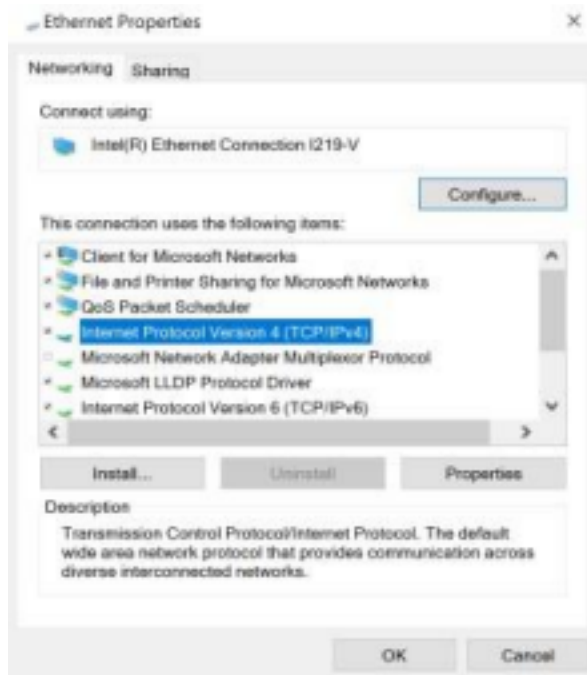 Ethernet Properties
Networking Sharing
Connect using:
Intel(R) Ethernet Connection I219-V
Configure...
This connection uses the following items:
Client for Microsoft Networks
File and Printer Sharing for Microsoft Networks
QoS Packet Scheduler
Internet Protocol Version 4 (TCP/IPv4)
Microsoft Network Adapter Multiplexor Protocol
Microsoft LLDP Protocol Driver
Internet Protocol Version 6 (TCP/IPv6)
Install... Uninstall Properties
Description
Transmission Control Protocol/Internet Protocol. The default
wide area network protocol that provides communication across
diverse interconnected networks.
OK Cancel